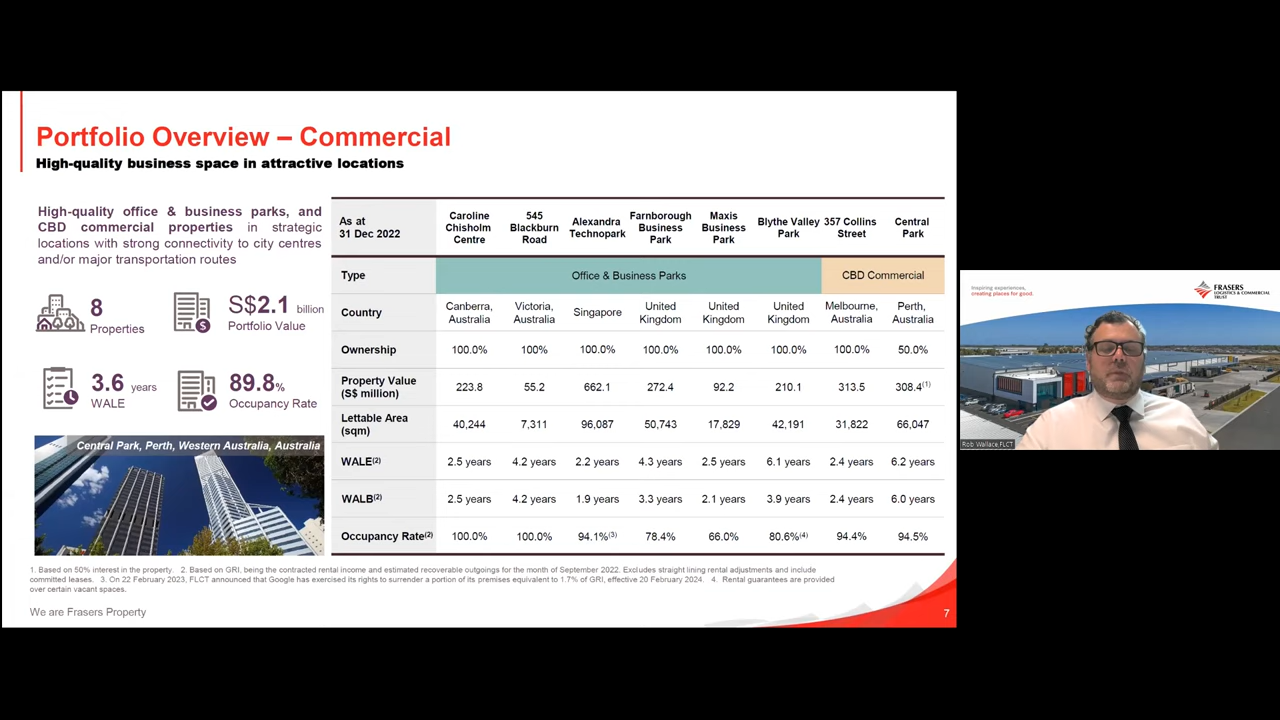 Portfolio Overview – Commercial
High-quality business space in attractive locations
High-quality office & business parks, and
CBD commercial properties in strategic
locations with strong connectivity to city centres
and/or major transportation routes
8
Properties
S$2.1 billion
Portfolio Value
3.6 years
WALE
89.8%
Occupancy Rate
Central Park, Perth, Western Australia, Australia
As at 31 Dec 2022 Caroline Chisholm Centre 545 Blackburn Road Alexandra Technopark Farnborough Business Park Maxis Business Park Blythe Valley Park 357 Collins Street Central Park
Type Office & Business Parks CBD Commercial
Country Canberra, Australia Victoria, Australia Singapore United Kingdom United Kingdom United Kingdom Melbourne, Australia Perth, Australia
Ownership 100.0% 100% 100.0% 100.0% 100.0% 100.0% 100.0% 50.0%
Property Value (S$ million) 223.8 55.2 662.1 272.4 92.2 210.1 313.5 308.4(1)
Lettable Area (sqm) 40,244 7,311 96,087 50,743 17,829 42,191 31,822 66,047
WALE(2) 2.5 years 4.2 years 2.2 years 4.3 years 2.5 years 6.1 years 2.4 years 6.2 years
WALB(2) 2.5 years 4.2 years 1.9 years 3.3 years 2.1 years 3.9 years 2.4 years 6.0 years
Occupancy Rate(2) 100.0% 100.0% 94.1%(3) 78.4% 66.0% 80.6%(4) 94.4% 94.5%
1. Based on 50% interest in the property. 2. Based on GRI, being the contracted rental income and estimated recoverable outgoings for the month of September 2022. Excludes straight lining rental adjustments and include
committed leases. 3. On 22 February 2023, FLCT announced that Google has exercised its rights to surrender a portion of its premises equivalent to 1.7% of GRI, effective 20 February 2024. 4. Rental guarantees are provided
over certain vacant spaces.
We are Frasers Property
7
Inspiring experiences,
creating places for good.
FRASERS
LOGISTICS & COMMERCIAL
TRUST
Rob Wallace,FLCT